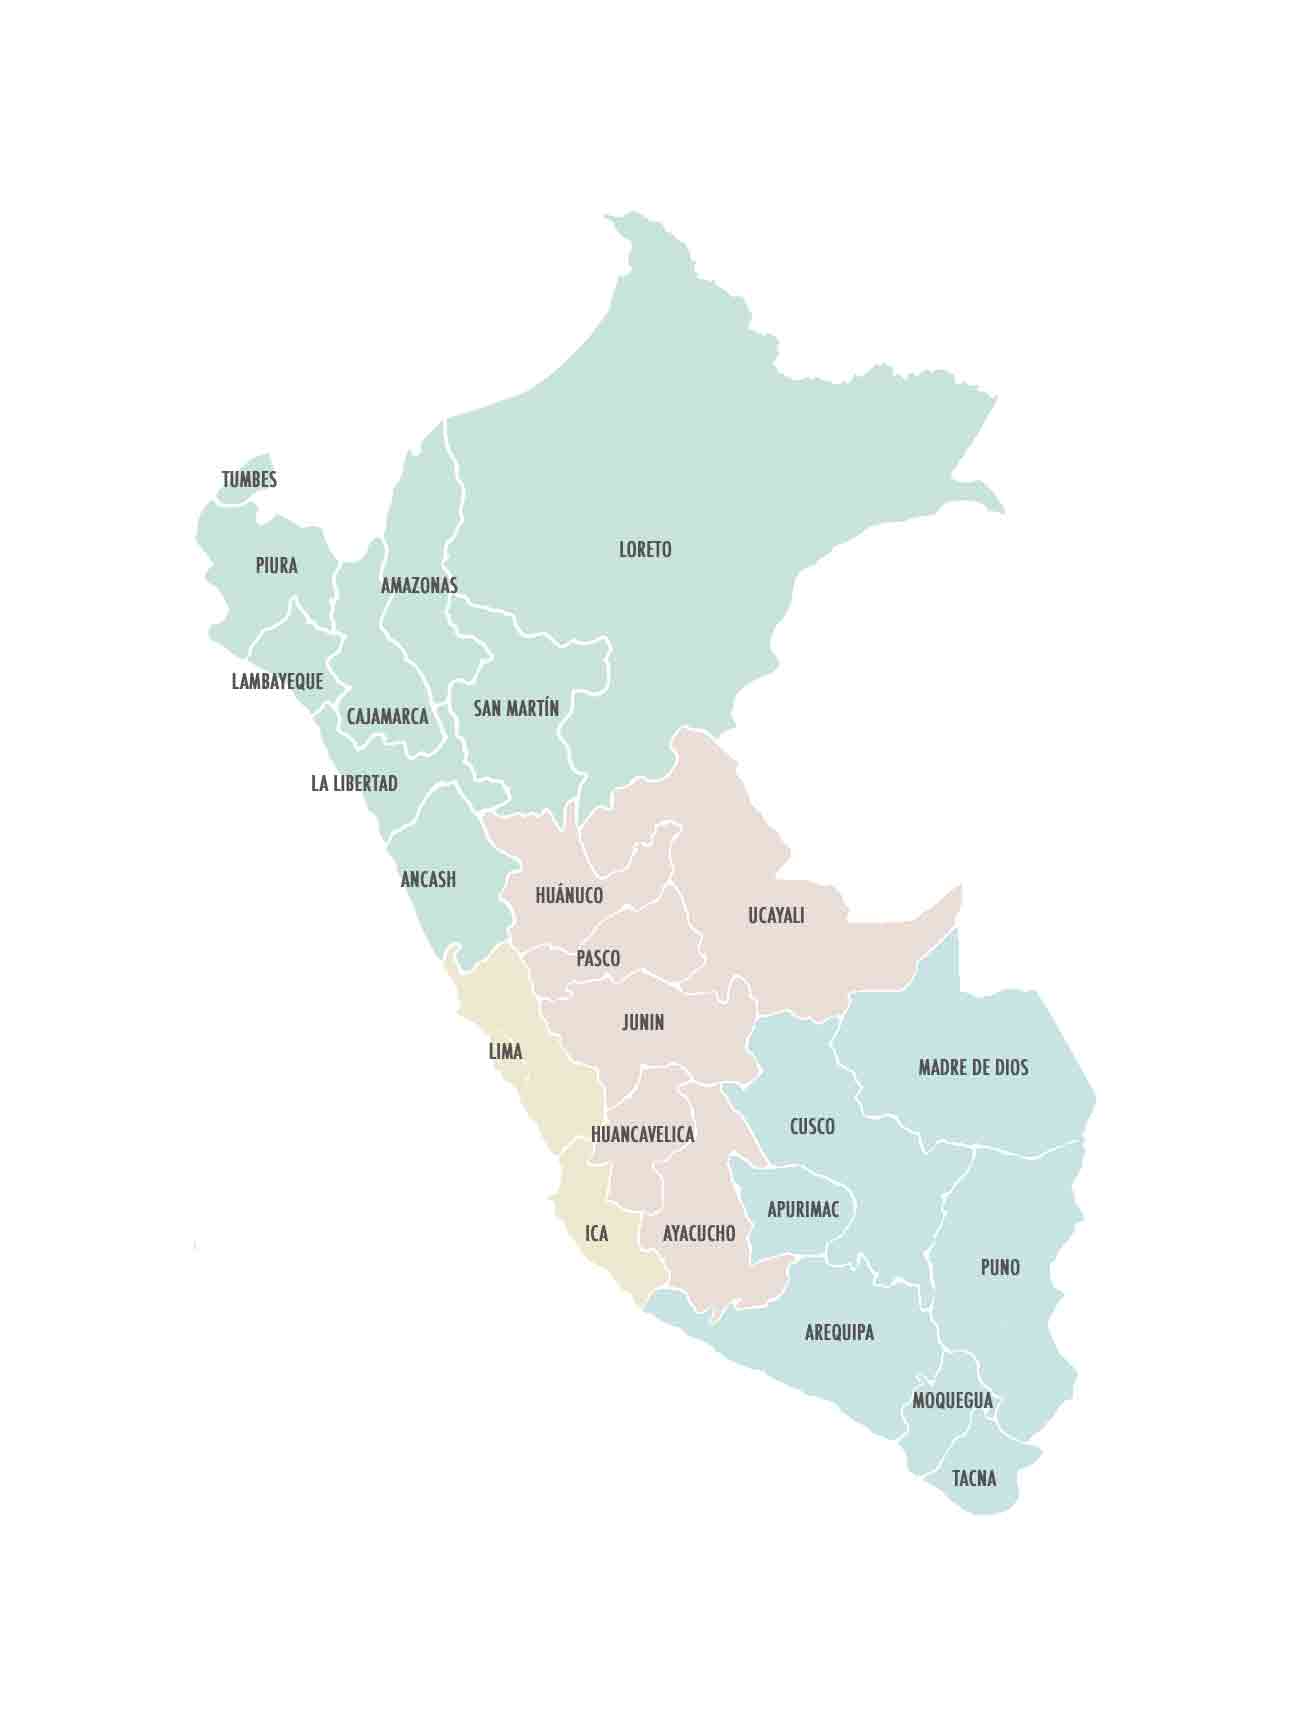 TUMBES
LORETO
PIURA
AMAZONAS
LAMBAYEQUE
SAN MARTÍN
CAJAMARCA
LA LIBERTAD
ANCASH
HUÁNUCO
UCAYALI
PASCO
JUNIN
LIMA
MADRE DE DIOS
CUSCO
HUANCAVELICA
APURIMAC
ICA
AYACUCHO
PUNO
AREQUIPA
MOQUEGUA
TACNA